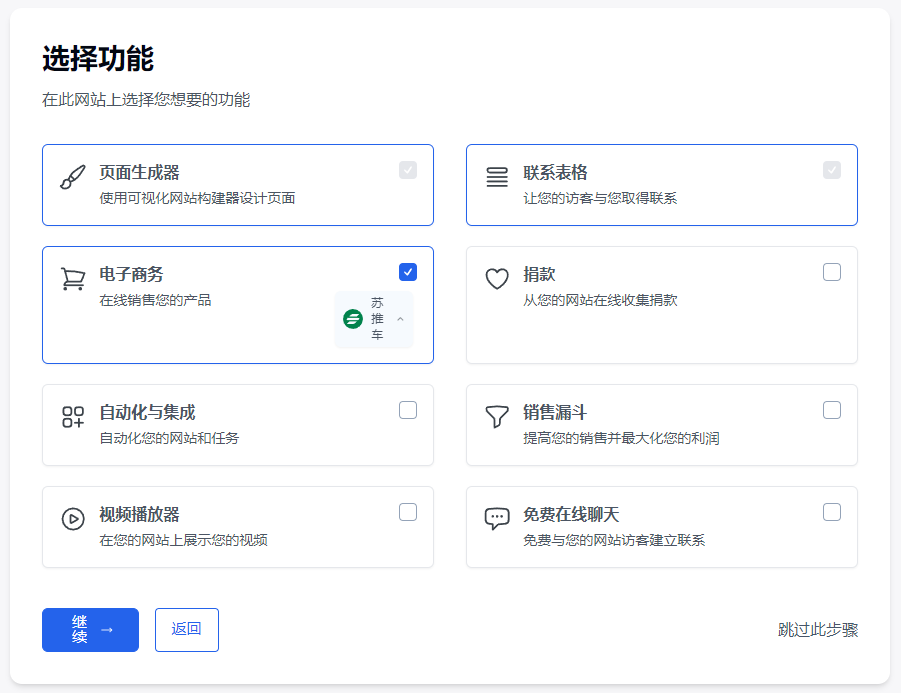 选择功能
在此网站上选择您想要的功能
页面生成器
使用可视化网站构建器设计页面
联系表格
让您的访客与您取得联系
电子商务
在线销售您的产品
苏
推
车
捐款
从您的网站在线收集捐款
自动化与集成
自动化您的网站和任务
销售漏斗
提高您的销售并最大化您的利润
视频播放器
在您的网站上展示您的视频
免费在线聊天
免费与您的网站访客建立联系
继
续 →
返回
跳过此步骤